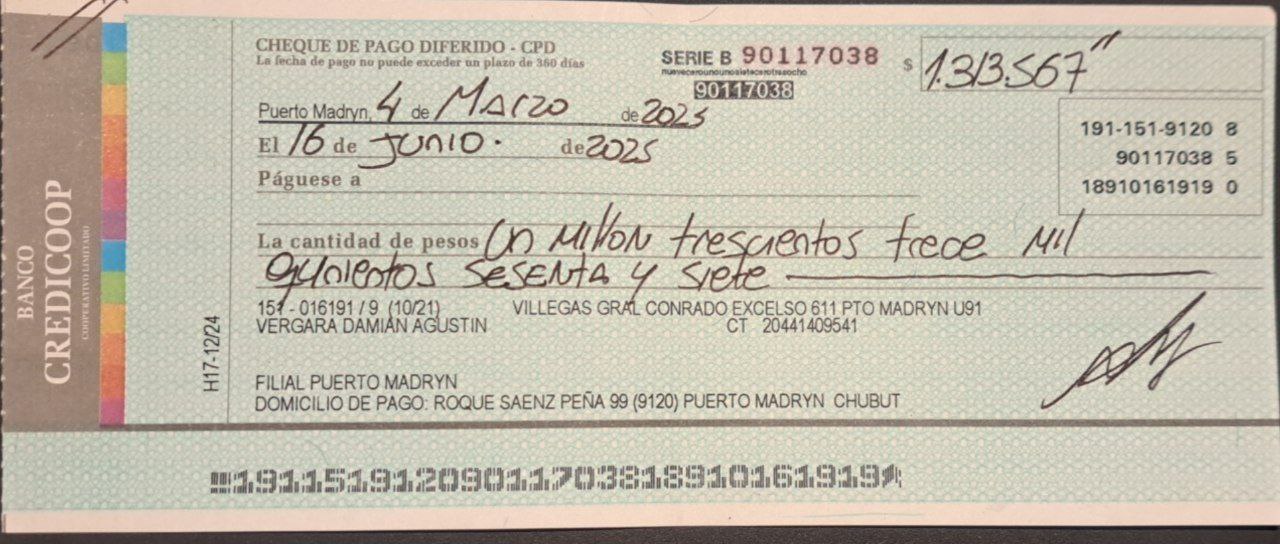 BANCO
CREDICOOP
COOPERATIVO LIMITADO
CHEQUE DE PAGO DIFERIDO - CPD
La fecha de pago no puede exceder un plazo de 360 días
SERIE B 90117038
nuevecerounounosietecerotresocho
90117038
$ 1.313.567"
Puerto Madryn, 4 de Marzo de 2025
El 16 de JUNIO. de 2025
Páguese a
191-151-9120 8
90117038 5
18910161919 0
La cantidad de pesos Un Millon trescientos trece Mil
quinientos SESENTA y siete
151 - 016191 / 9 (10/21) VILLEGAS GRAL CONRADO EXCELSO 611 PTO MADRYN U91
VERGARA DAMIAN AGUSTIN CT 20441409541
H17-12/24
FILIAL PUERTO MADRYN
DOMICILIO DE PAGO: ROQUE SAENZ PEÑA 99 (9120) PUERTO MADRYN CHUBUT
19115191209011703818910161919